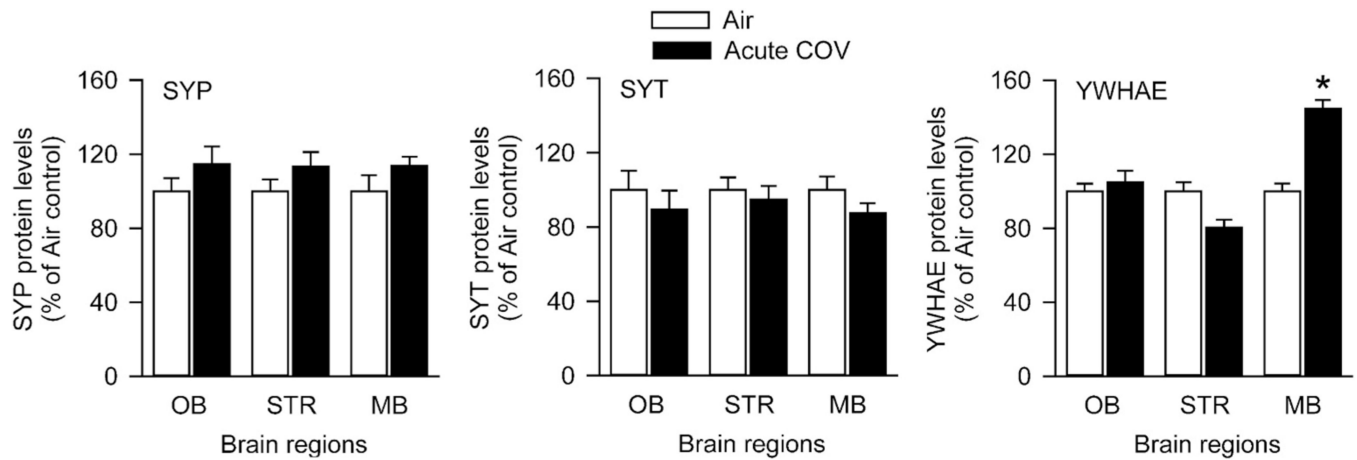 Air
Acute COV
SYP protein levels
(% of Air control)
160
120
80
40
0
SYP
OB STR MB
Brain regions
SYT protein levels
(% of Air control)
160
120
80
40
0
SYT
OB STR MB
Brain regions
YWHAE protein levels
(% of Air control)
160
120
80
40
0
YWHAE
*
OB STR MB
Brain regions